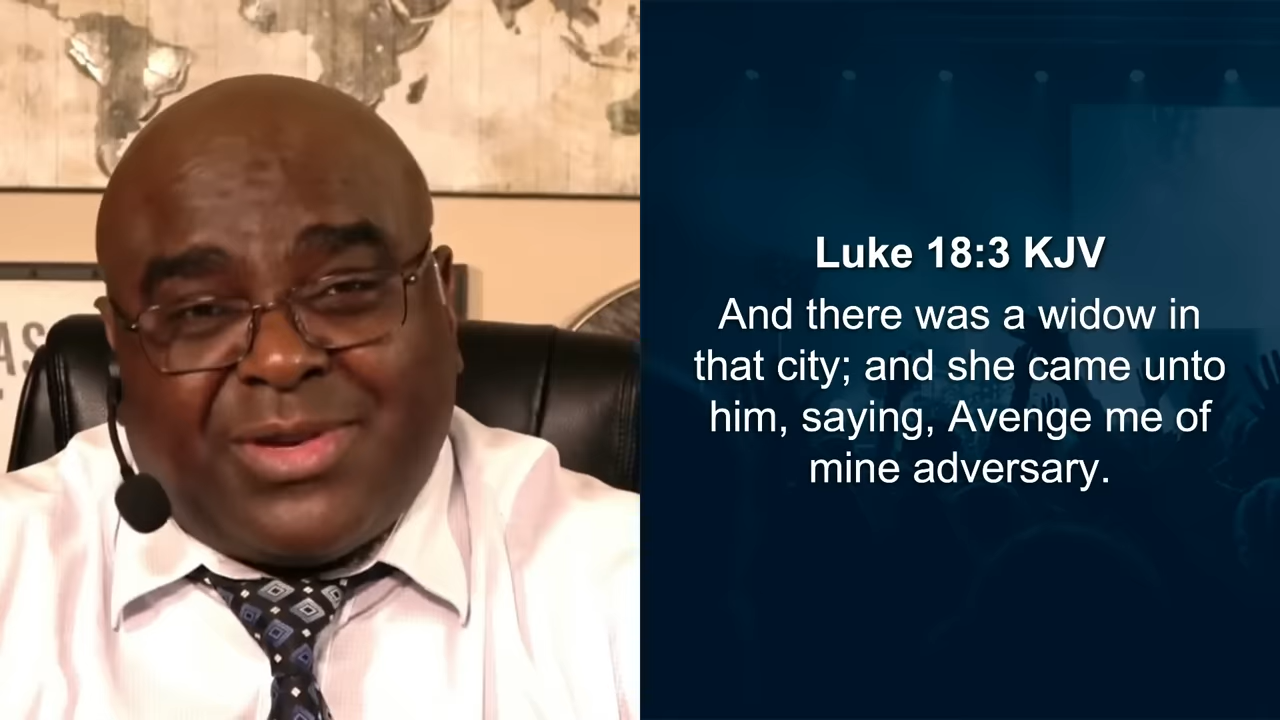 AS
Luke 18:3 KJV
And there was a widow in
that city; and she came unto
him, saying, Avenge me of
mine adversary.